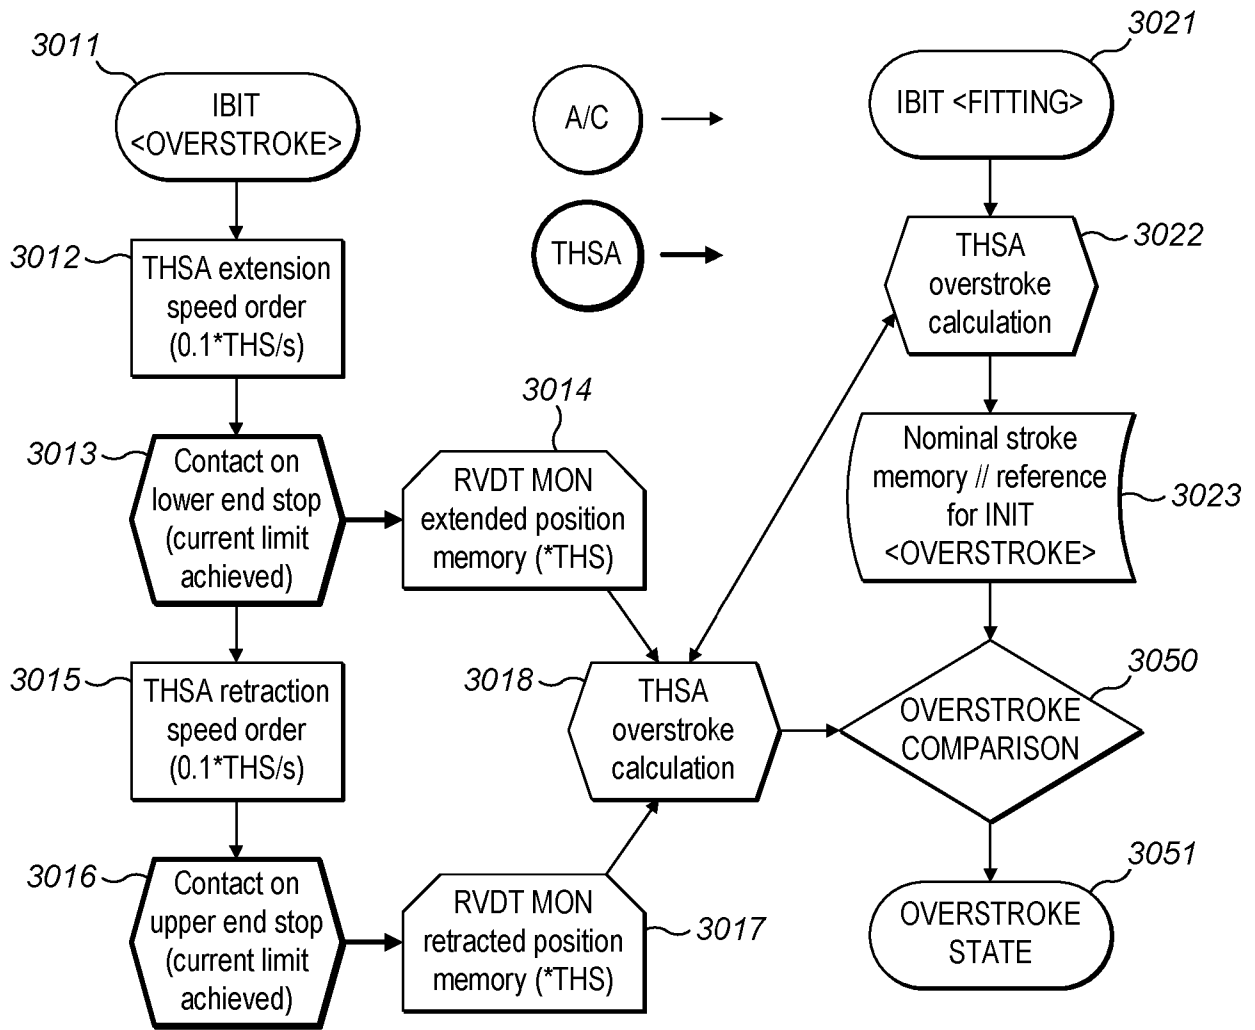 3011
IBIT
<OVERSTROKE>
3012
THSA extension
speed order
(0.1*THS/s)
3013
Contact on
lower end stop
(current limit
achieved)
3014
RVDT MON
extended position
memory (*THS)
3015
THSA retraction
speed order
(0.1*THS/s)
3016
Contact on
upper end stop
(current limit
achieved)
RVDT MON
retracted position
memory (*THS)
3017
3018
THSA
overstroke
calculation
A/C
THSA
3021
IBIT <FITTING>
3022
THSA
overstroke
calculation
Nominal stroke
memory // reference
for INIT
<OVERSTROKE>
3023
3050
OVERSTROKE
COMPARISON
3051
OVERSTROKE
STATE